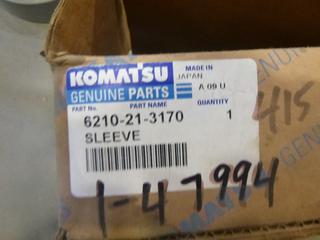 KOMATSU
MADE IN
JAPAN
GENUINE PARTS
A 09 U
PART No.
PART NAME
QUANTITY
6210-21-3170
1
SLEEVE
415
1-47994